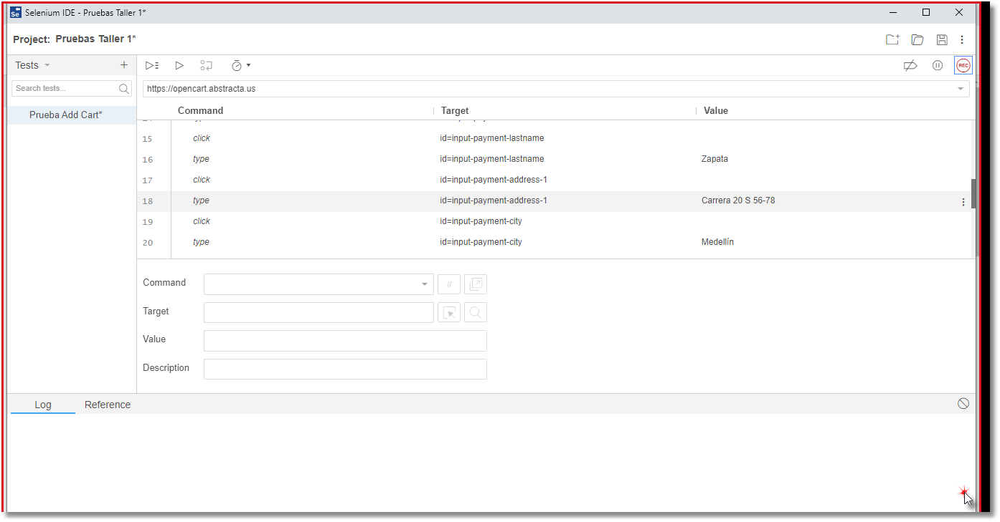 Selenium IDE - Pruebas Taller 1*
Project: Pruebas Taller 1*
Tests
Search tests...
Prueba Add Cart*
REC
https://opencart.abstracta.us
Command Target Value
15 click id=input-payment-lastname
16 type id=input-payment-lastname Zapata
17 click id=input-payment-address-1
18 type id=input-payment-address-1 Carrera 20 S 56-78
19 click id=input-payment-city
20 type id=input-payment-city Medellín
Command //
Target
Value
Description
Log Reference